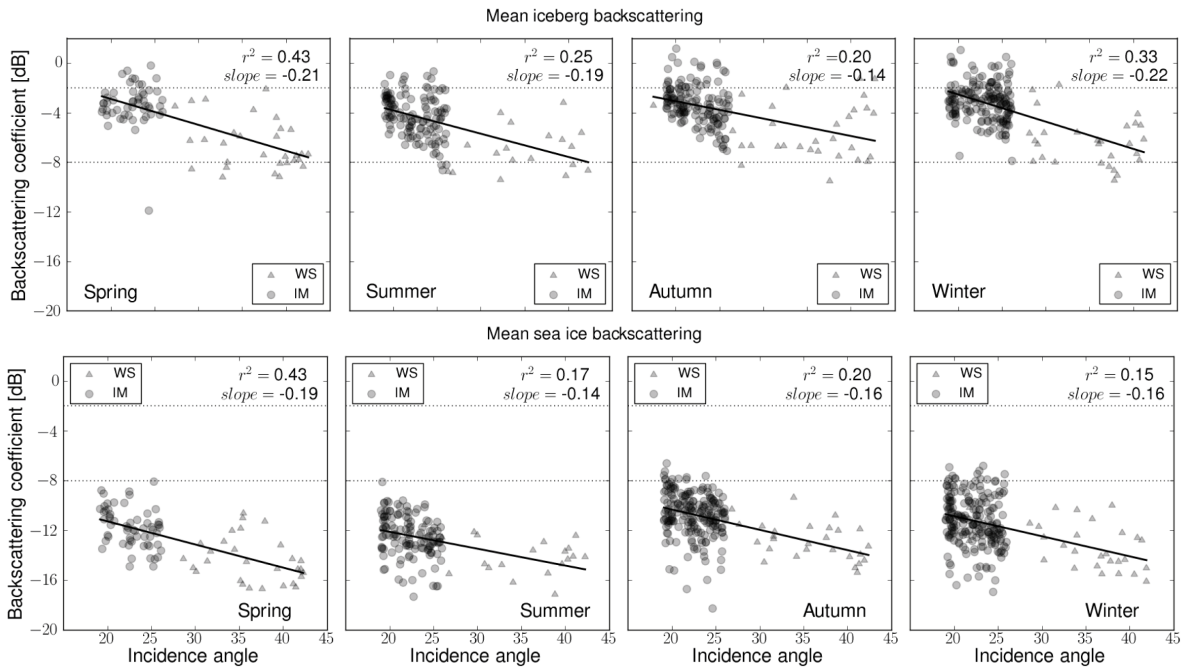 Mean iceberg backscattering
Backscattering coefficient [dB]
0
−4
−8
−12
−16
−20
r² = 0.43
slope = -0.21
WS
IM
Spring
r² = 0.25
slope = -0.19
WS
IM
Summer
r² = 0.20
slope = -0.14
WS
IM
Autumn
r² = 0.33
slope = -0.22
WS
IM
Winter
Mean sea ice backscattering
Backscattering coefficient [dB]
0
−4
−8
−12
−16
−20
WS
IM
r² = 0.43
slope = -0.19
Spring
20 25 30 35 40 45
Incidence angle
WS
IM
r² = 0.17
slope = -0.14
Summer
20 25 30 35 40 45
Incidence angle
WS
IM
r² = 0.20
slope = -0.16
Autumn
20 25 30 35 40 45
Incidence angle
WS
IM
r² = 0.15
slope = -0.16
Winter
20 25 30 35 40 45
Incidence angle